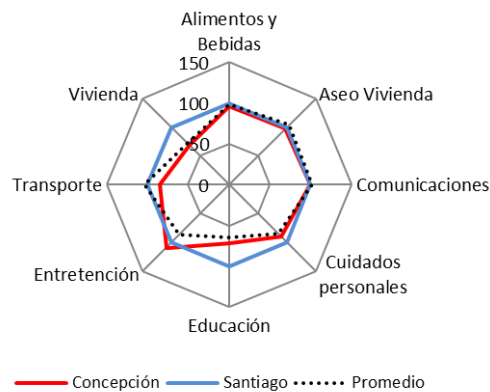 Alimentos y
Bebidas
150
100
50
0
Vivienda
Aseo Vivienda
Transporte
Comunicaciones
Entretención
Cuidados
personales
Educación
Concepción
Santiago
Promedio